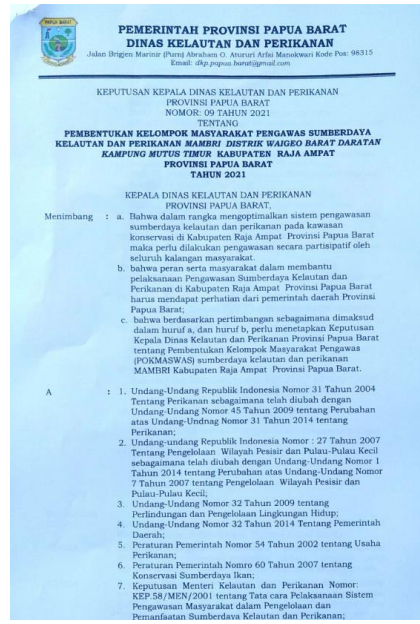 PAPUA BARAT
PEMERINTAH PROVINSI PAPUA BARAT
DINAS KELAUTAN DAN PERIKANAN
Jalan Brigjen Marinir (Purn) Abraham O. Atururi Arfai Manokwari Kode Pos: 98315
Email: dkp.papua.barat@gmail.com
KEPUTUSAN KEPALA DINAS KELAUTAN DAN PERIKANAN
PROVINSI PAPUA BARAT
NOMOR: 09 TAHUN 2021
TENTANG
PEMBENTUKAN KELOMPOK MASYARAKAT PENGAWAS SUMBERDAYA
KELAUTAN DAN PERIKANAN MAMBRI DISTRIK WAIGEO BARAT DARATAN
KAMPUNG MUTUS TIMUR KABUPATEN RAJA AMPAT
PROVINSI PAPUA BARAT
TAHUN 2021
KEPALA DINAS KELAUTAN DAN PERIKANAN
PROVINSI PAPUA BARAT,
Menimbang : a. Bahwa dalam rangka mengoptimalkan sistem pengawasan
sumberdaya kelautan dan perikanan pada kawasan
konservasi di Kabupaten Raja Ampat Provinsi Papua Barat
maka perlu dilakukan pengawasan secara partisipatif oleh
seluruh kalangan masyarakat.
b. bahwa peran serta masyarakat dalam membantu
pelaksanaan Pengawasan Sumberdaya Kelautan dan
Perikanan di Kabupaten Raja Ampat Provinsi Papua Barat
harus mendapat perhatian dari pemerintah daerah Provinsi
Papua Barat;
c. bahwa berdasarkan pertimbangan sebagaimana dimaksud
dalam huruf a, dan huruf b, perlu menetapkan Keputusan
Kepala Dinas Kelautan dan Perikanan Provinsi Papua Barat
tentang Pembentukan Kelompok Masyarakat Pengawas
(POKMASWAS) sumberdaya kelautan dan perikanan
MAMBRI Kabupaten Raja Ampat Provinsi Papua Barat.
A : 1. Undang-Undang Republik Indonesia Nomor 31 Tahun 2004
Tentang Perikanan sebagaimana telah diubah dengan
Undang-Undang Nomor 45 Tahun 2009 tentang Perubahan
atas Undang-Undnag Nomor 31 Tahun 2014 tentang
Perikanan;
2. Undang-undang Republik Indonesia Nomor : 27 Tahun 2007
Tentang Pengelolaan Wilayah Pesisir dan Pulau-Pulau Kecil
sebagaimana telah diubah dengan Undang-Undang Nomor 1
Tahun 2014 tentang Perubahan atas Undang-Undang Nomor
7 Tahun 2007 tentang Pengelolaan Wilayah Pesisir dan
Pulau-Pulau Kecil;
3. Undang-Undang Nomor 32 Tahun 2009 tentang
Perlindungan dan Pengelolaan Lingkungan Hidup;
4. Undang-Undang Nomor 32 Tahun 2014 Tentang Pemerintah
Daerah;
5. Peraturan Pemerintah Nomor 54 Tahun 2002 tentang Usaha
Perikanan;
6. Peraturan Pemerintah Nomro 60 Tahun 2007 tentang
Konservasi Sumberdaya Ikan;
7. Keputusan Menteri Kelautan dan Perikanan Nomor:
KEP.58/MEN/2001 tentang Tata cara Pelaksanaan Sistem
Pengawasan Masyarakat dalam Pengelolaan dan
Pemanfaatan Sumberdaya Kelautan dan Perikanan;